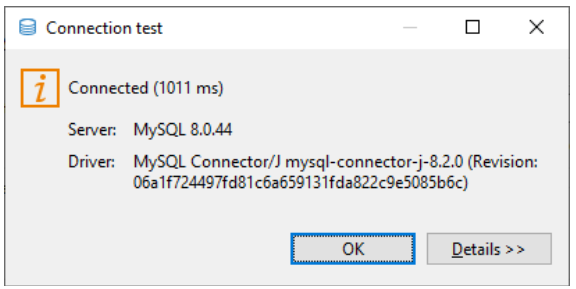 Connection test
Connected (1011 ms)
Server: MySQL 8.0.44
Driver: MySQL Connector/J mysql-connector-j-8.2.0 (Revision:
06a1f724497fd81c6a659131fda822c9e5085b6c)
OK
Details >>